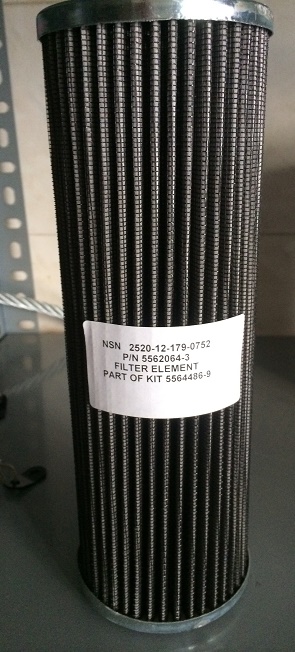 NSN 2520-12-179-0752
P/N 5562064-3
FILTER ELEMENT
PART OF KIT 5564486-9